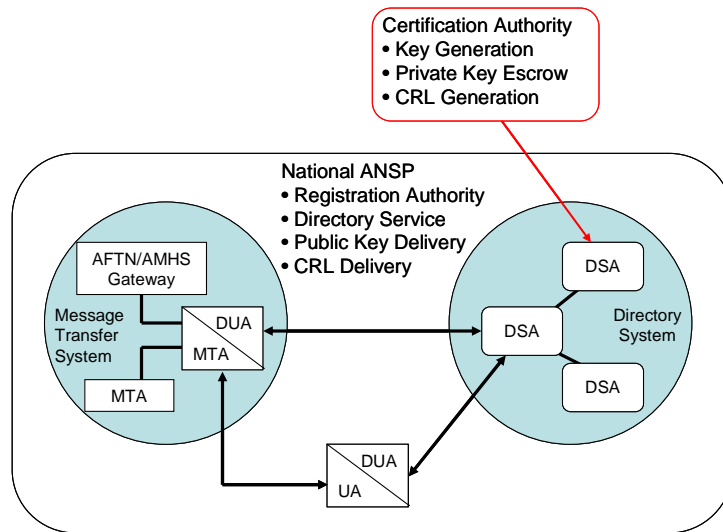 Certification Authority
• Key Generation
• Private Key Escrow
• CRL Generation
National ANSP
• Registration Authority
• Directory Service
• Public Key Delivery
• CRL Delivery
AFTN/AMHS
Gateway
Message
Transfer
System
DUA
MTA
MTA
DSA
DSA
Directory
System
DSA
DUA
UA